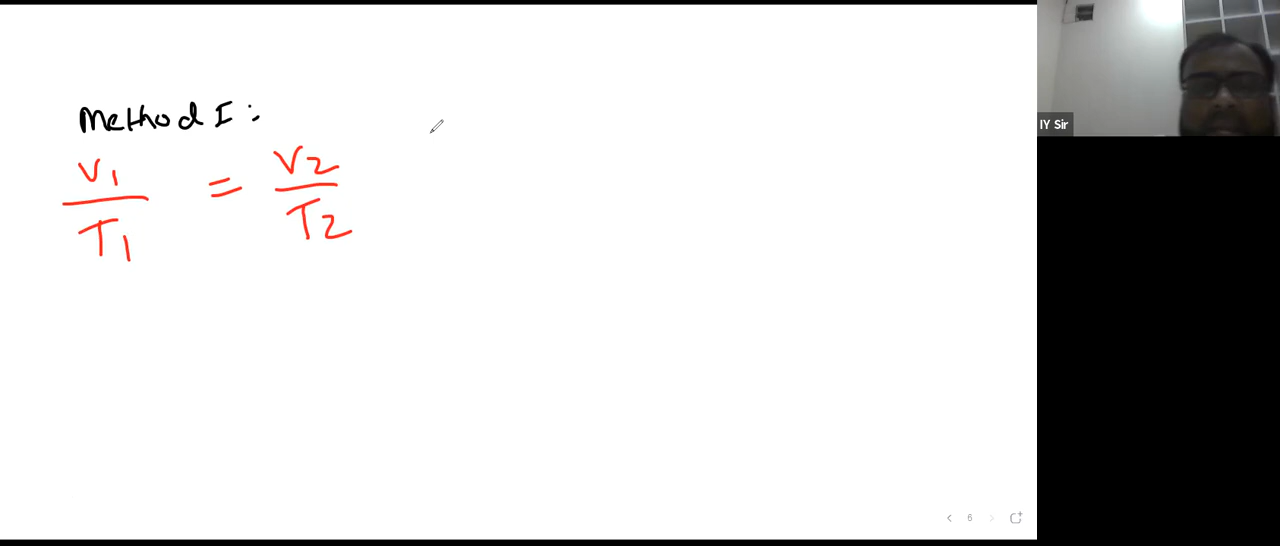 Method I :
V1/T1 = V2/T2
IY Sir
6